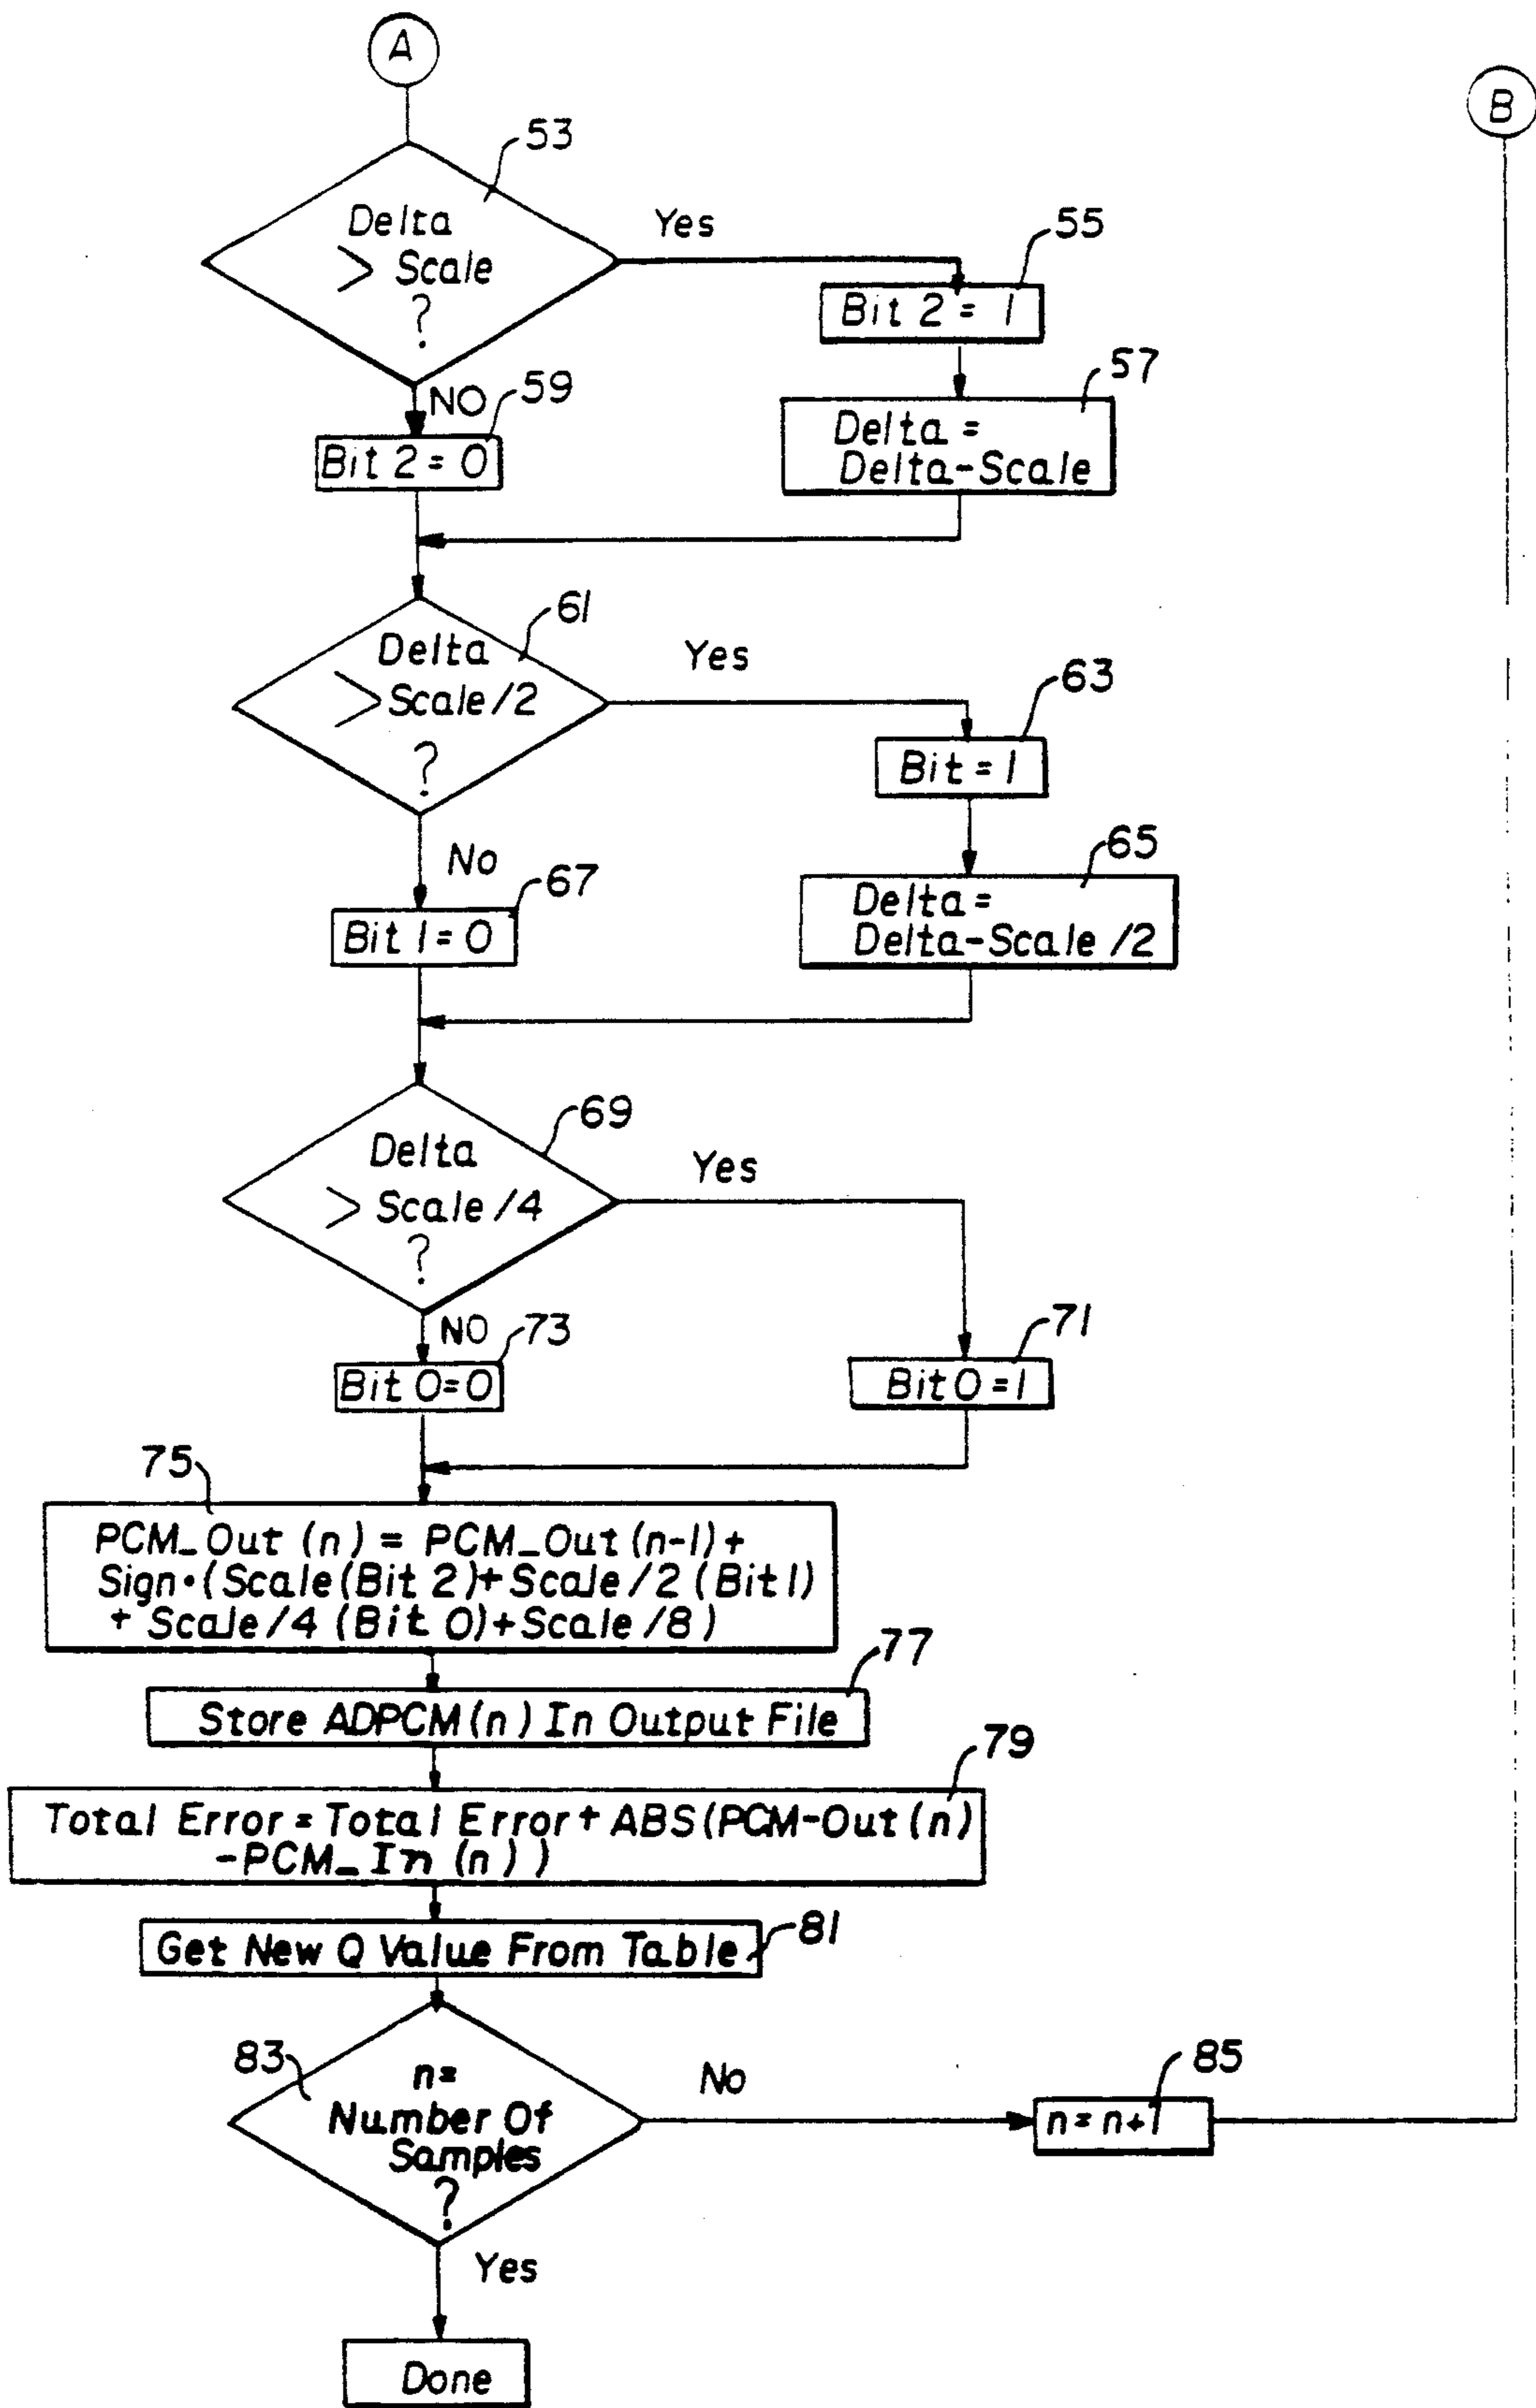 A
B
53
Delta
> Scale
?
Yes
55
Bit 2 = 1
57
Delta =
Delta-Scale
NO
59
Bit 2 = 0
61
Delta
> Scale/2
?
Yes
63
Bit = 1
65
Delta =
Delta-Scale/2
No
67
Bit 1 = 0
69
Delta
> Scale/4
?
Yes
71
Bit 0 = 1
NO
73
Bit 0=0
75
PCM_Out (n) = PCM_Out (n-1) +
Sign•(Scale(Bit 2)+Scale/2 (Bit 1)
+ Scale/4 (Bit 0)+Scale/8)
77
Store ADPCM(n) In Output File
79
Total Error = Total Error + ABS(PCM-Out (n)
-PCM_In (n))
81
Get New Q Value From Table
83
n=
Number Of
Samples
?
No
85
n = n+1
Yes
Done